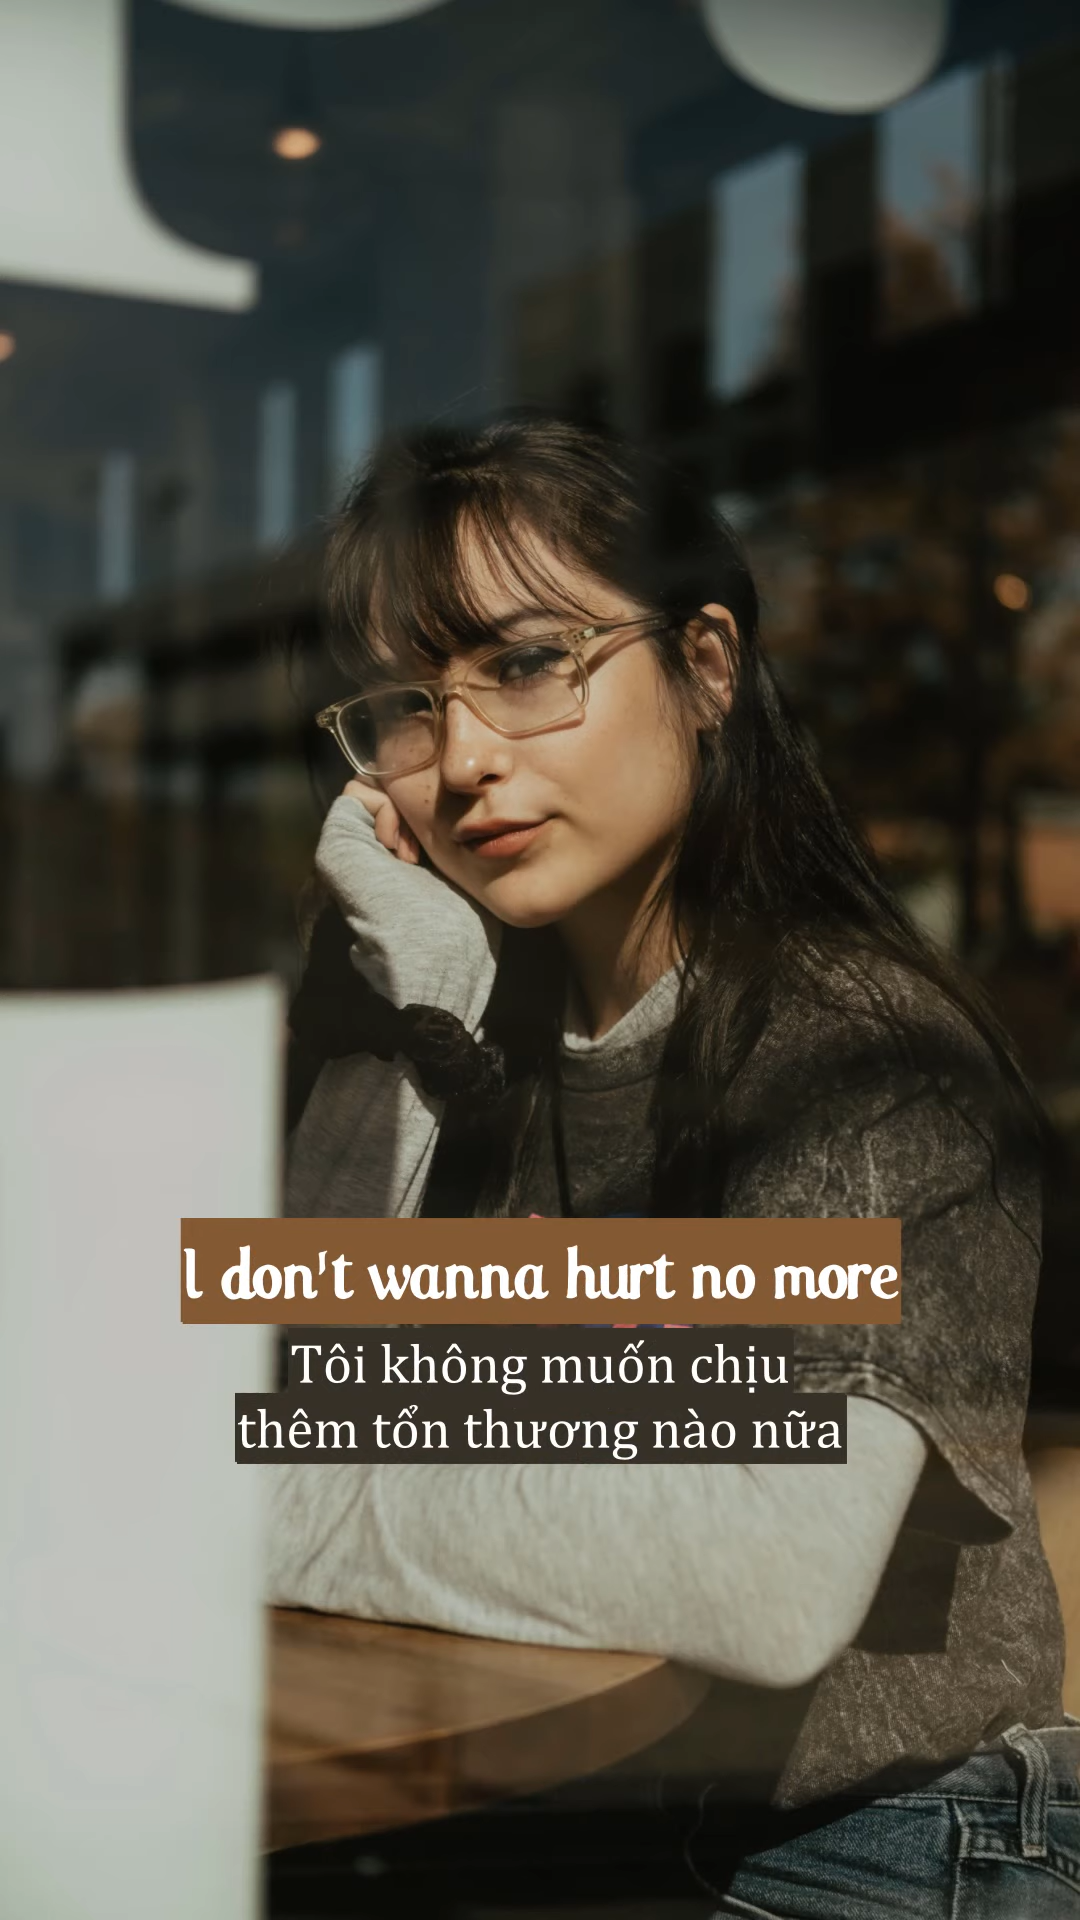 I don't wanna hurt no more
Tôi không muốn chịu
thêm tổn thương nào nữa